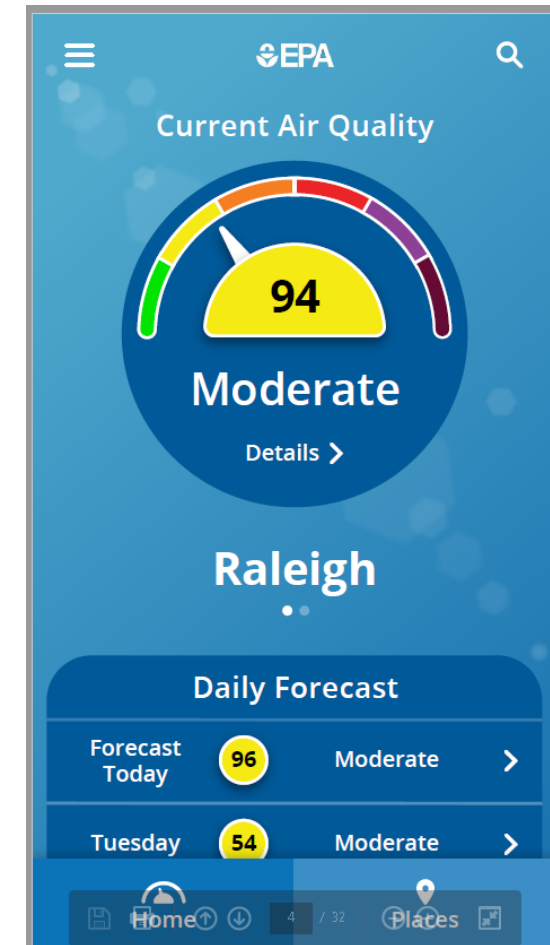 EPA
Current Air Quality
94
Moderate
Details
Raleigh
Daily Forecast
Forecast
Today
96
Moderate
Tuesday
54
Moderate
Home
4 / 32
Places